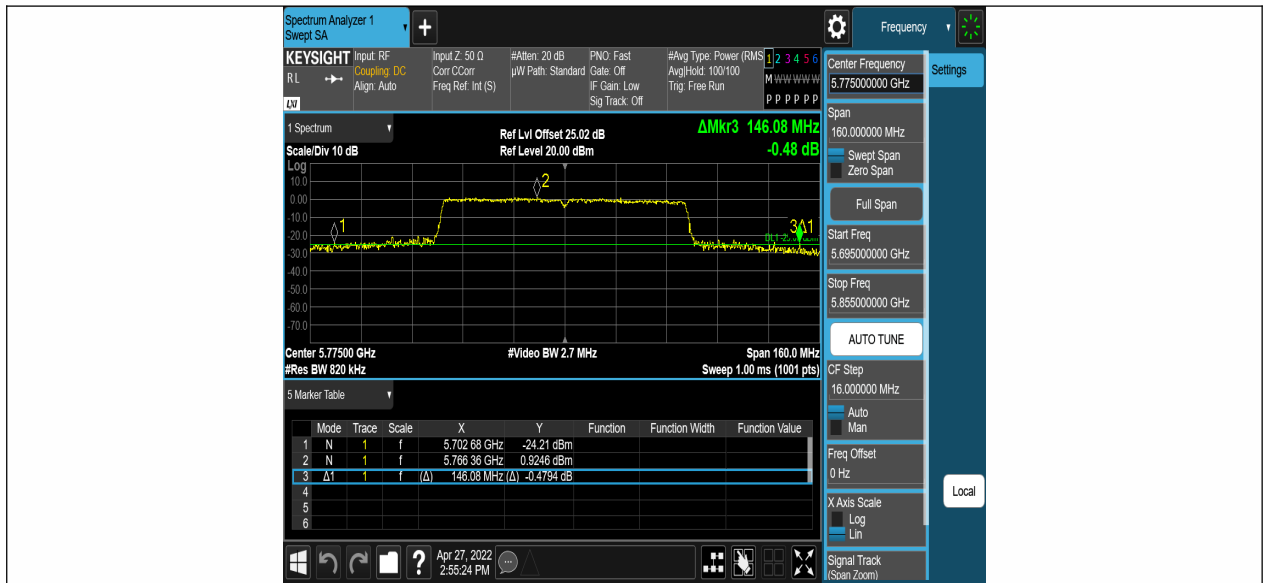 Spectrum Analyzer 1
Swept SA
+
Frequency
KEYSIGHT
RL
LXI
Input: RF
Coupling: DC
Align: Auto
Input Z: 50 Ω
Corr CCorr
Freq Ref: Int (S)
#Atten: 20 dB
µW Path: Standard
PNO: Fast
Gate: Off
IF Gain: Low
Sig Track: Off
#Avg Type: Power (RMS
Avg|Hold: 100/100
Trig: Free Run
1 2 3 4 5 6
M W W W W W
P P P P P P
1 Spectrum
Scale/Div 10 dB
Ref Lvl Offset 25.02 dB
Ref Level 20.00 dBm
ΔMkr3 146.08 MHz
-0.48 dB
Log
10.0
0.00
-10.0
-20.0
-30.0
-40.0
-50.0
-60.0
-70.0
1
2
3Δ1
Center 5.77500 GHz
#Video BW 2.7 MHz
Span 160.0 MHz
#Res BW 820 kHz
Sweep 1.00 ms (1001 pts)
5 Marker Table
Mode Trace Scale X Y Function Function Width Function Value
1 N 1 f 5.702 68 GHz -24.21 dBm
2 N 1 f 5.766 36 GHz 0.9246 dBm
3 Δ1 1 f (Δ) 146.08 MHz (Δ) -0.4794 dB
4
5
6
?
Apr 27, 2022
2:55:24 PM
Center Frequency
5.775000000 GHz
Span
160.000000 MHz
Swept Span
Zero Span
Full Span
Start Freq
5.695000000 GHz
Stop Freq
5.855000000 GHz
AUTO TUNE
CF Step
16.000000 MHz
Auto
Man
Freq Offset
0 Hz
X Axis Scale
Log
Lin
Signal Track
(Span Zoom)
Settings
Local